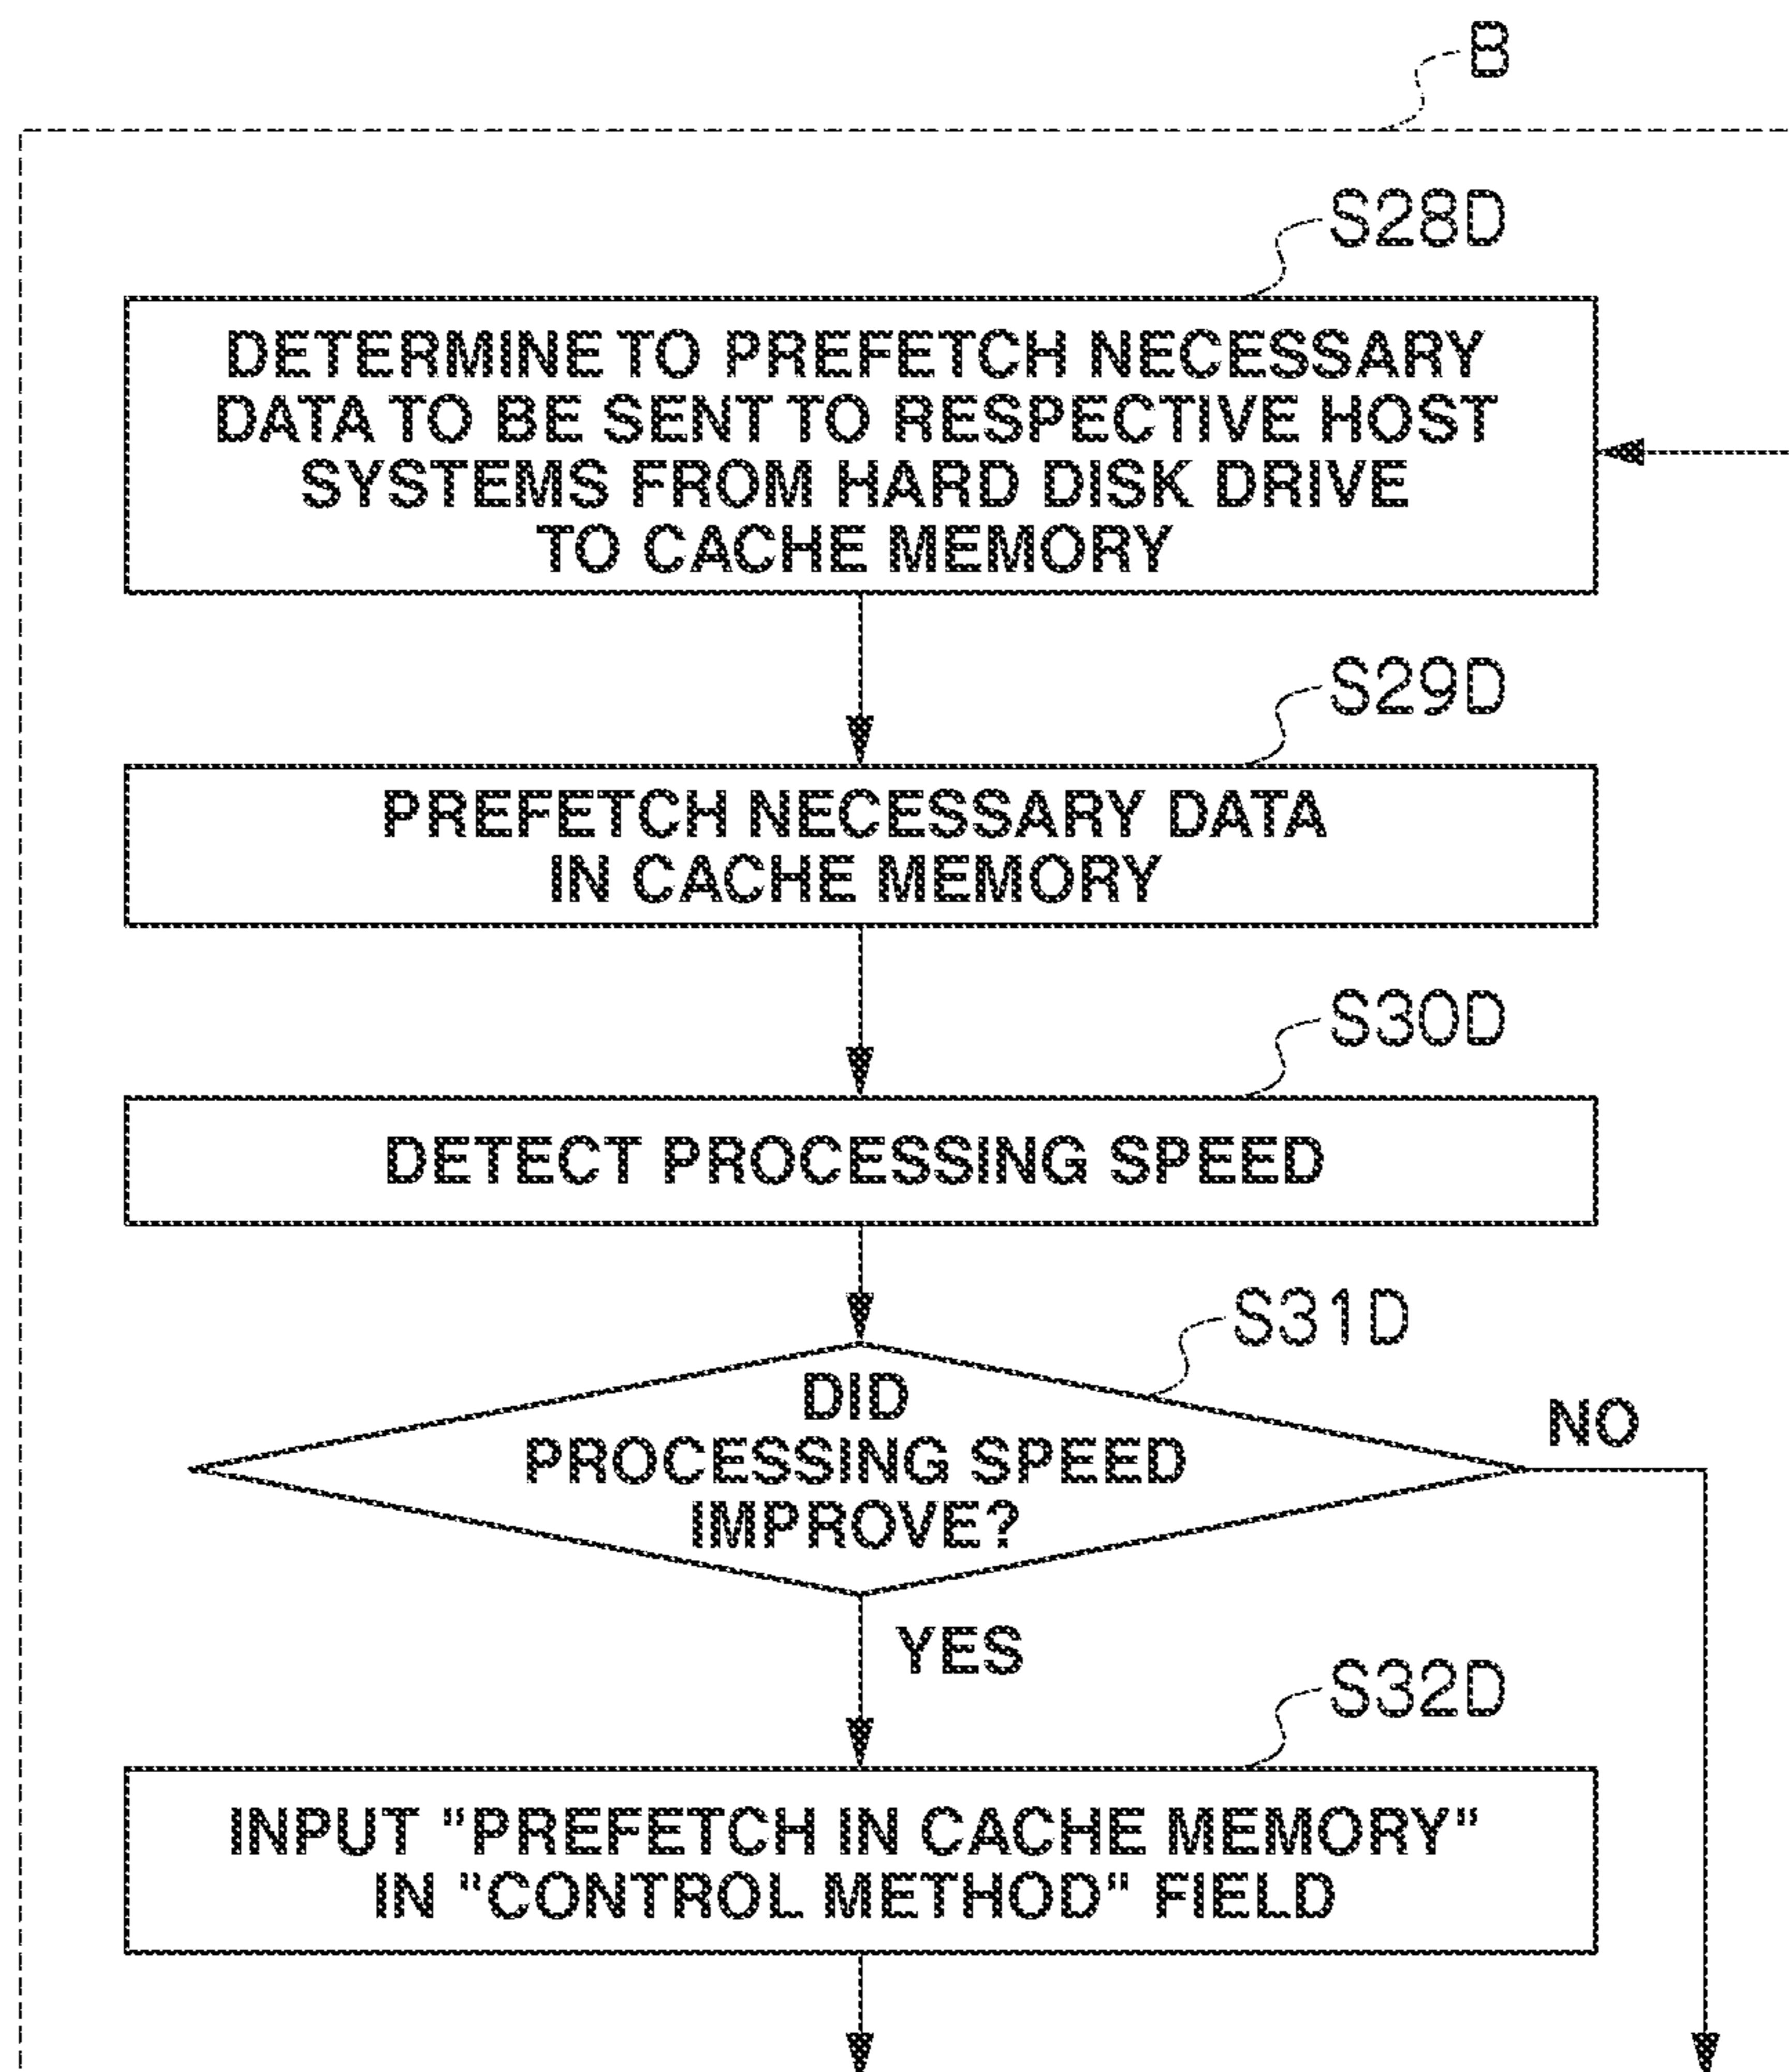 B
S28D
DETERMINE TO PREFETCH NECESSARY
DATA TO BE SENT TO RESPECTIVE HOST
SYSTEMS FROM HARD DISK DRIVE
TO CACHE MEMORY
S29D
PREFETCH NECESSARY DATA
IN CACHE MEMORY
S30D
DETECT PROCESSING SPEED
S31D
DID
PROCESSING SPEED
IMPROVE?
NO
YES
S32D
INPUT "PREFETCH IN CACHE MEMORY"
IN "CONTROL METHOD" FIELD